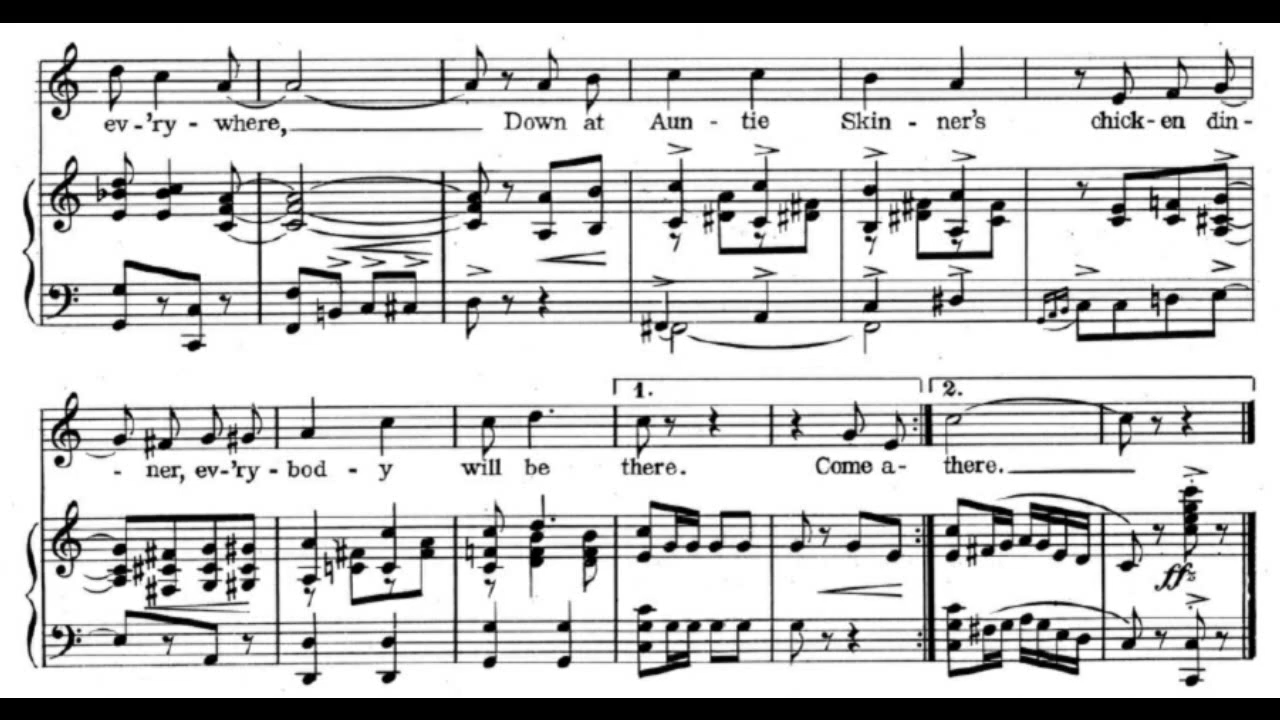 ev-'ry-where, Down at Aun-tie Skin-ner's chick-en din-
1. 2.
-ner, ev-'ry-bod-y will be there. Come a-there.
ffz